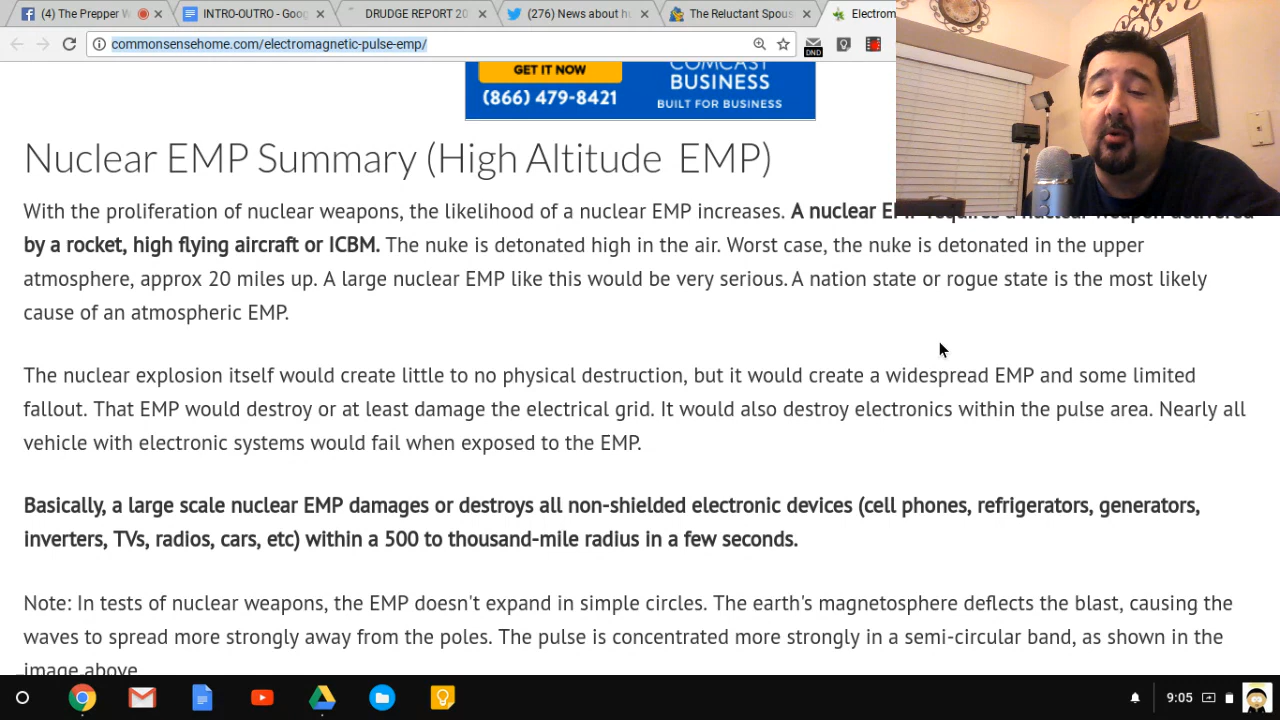 (4) The Prepper W
INTRO-OUTRO - Goog
DRUDGE REPORT 20
(276) News about h
The Reluctant Spous
Electrom
commonsensehome.com/electromagnetic-pulse-emp/
DND
GET IT NOW
(866) 479-8421
COMCAST
BUSINESS
BUILT FOR BUSINESS
Nuclear EMP Summary (High Altitude EMP)
With the proliferation of nuclear weapons, the likelihood of a nuclear EMP increases. A nuclear EMP requires a nuclear weapon delivered
by a rocket, high flying aircraft or ICBM. The nuke is detonated high in the air. Worst case, the nuke is detonated in the upper
atmosphere, approx 20 miles up. A large nuclear EMP like this would be very serious. A nation state or rogue state is the most likely
cause of an atmospheric EMP.
The nuclear explosion itself would create little to no physical destruction, but it would create a widespread EMP and some limited
fallout. That EMP would destroy or at least damage the electrical grid. It would also destroy electronics within the pulse area. Nearly all
vehicle with electronic systems would fail when exposed to the EMP.
Basically, a large scale nuclear EMP damages or destroys all non-shielded electronic devices (cell phones, refrigerators, generators,
inverters, TVs, radios, cars, etc) within a 500 to thousand-mile radius in a few seconds.
Note: In tests of nuclear weapons, the EMP doesn't expand in simple circles. The earth's magnetosphere deflects the blast, causing the
waves to spread more strongly away from the poles. The pulse is concentrated more strongly in a semi-circular band, as shown in the
image above
9:05